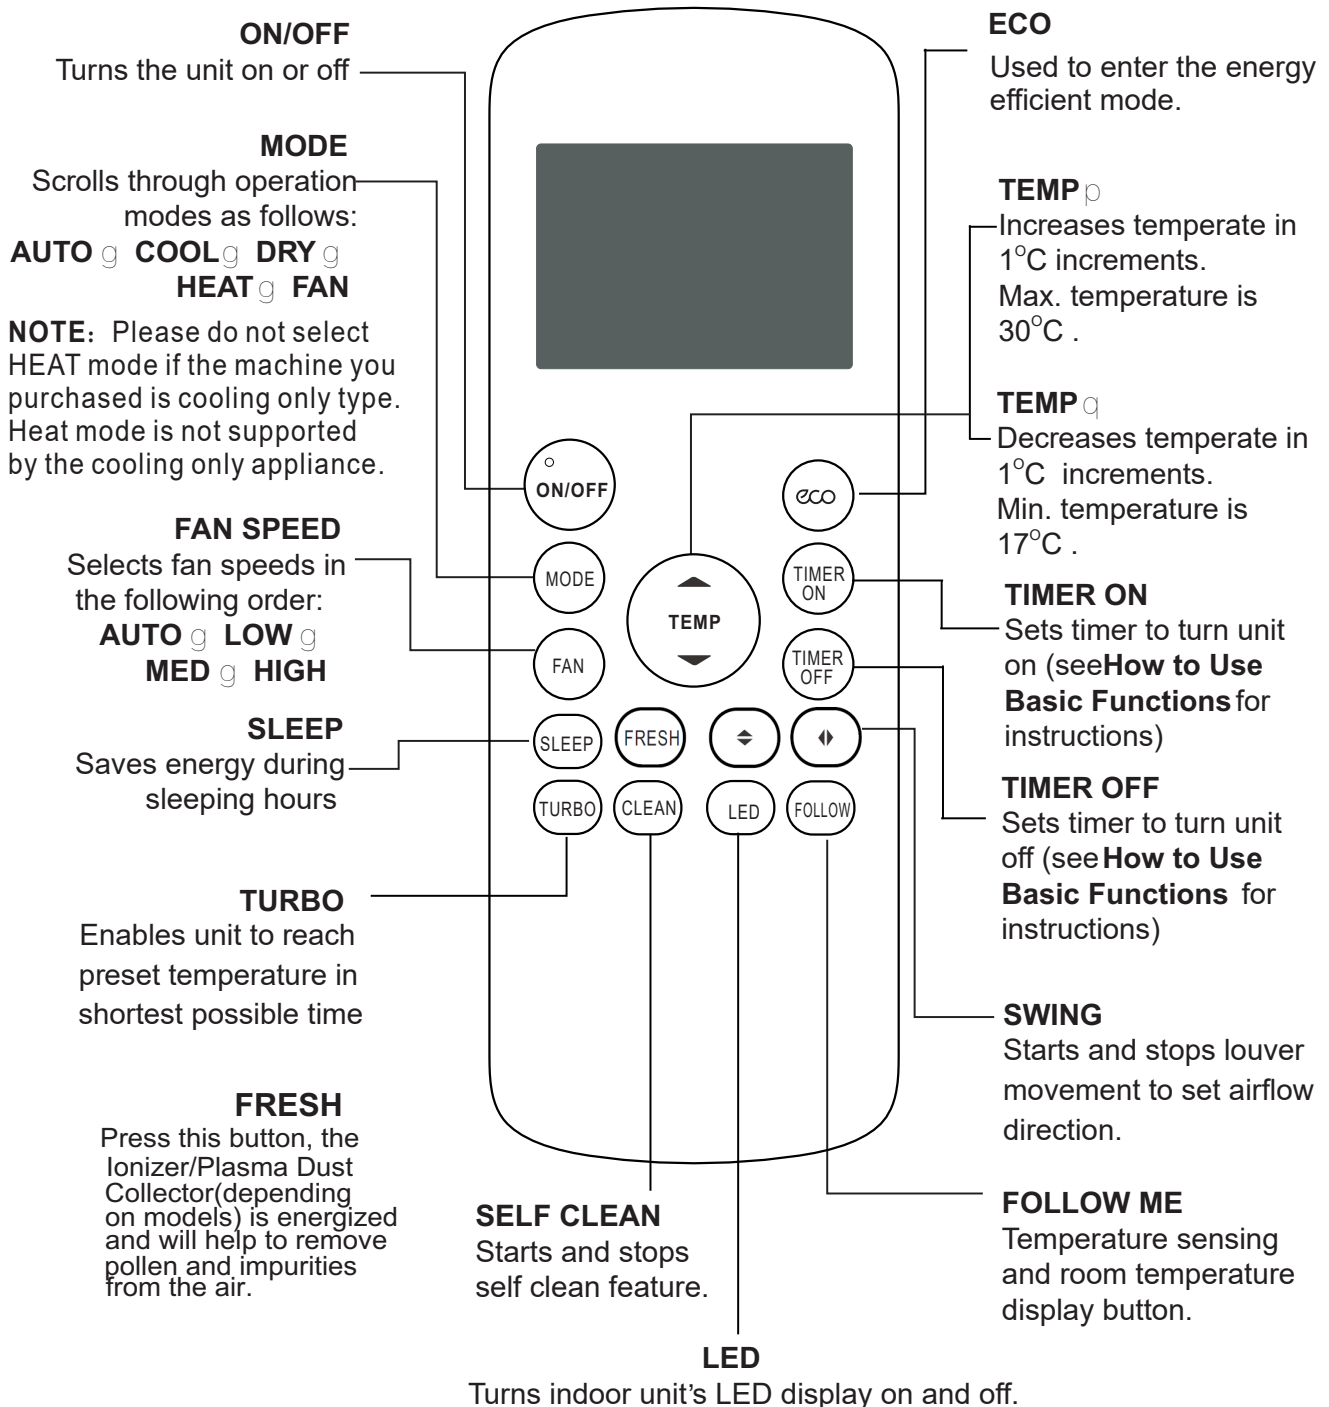 ON/OFF
Turns the unit on or off
MODE
Scrolls through operation
modes as follows:
AUTO g COOL g DRY g
HEAT g FAN
NOTE: Please do not select
HEAT mode if the machine you
purchased is cooling only type.
Heat mode is not supported
by the cooling only appliance.
FAN SPEED
Selects fan speeds in
the following order:
AUTO g LOW g
MED g HIGH
SLEEP
Saves energy during
sleeping hours
TURBO
Enables unit to reach
preset temperature in
shortest possible time
FRESH
Press this button, the
Ionizer/Plasma Dust
Collector(depending
on models) is energized
and will help to remove
pollen and impurities
from the air.
ON/OFF
eco
MODE
TEMP
TIMER
ON
FAN
TIMER
OFF
SLEEP
FRESH
TURBO
CLEAN
LED
FOLLOW
SELF CLEAN
Starts and stops
self clean feature.
LED
Turns indoor unit's LED display on and off.
ECO
Used to enter the energy
efficient mode.
TEMP p
Increases temperate in
1°C increments.
Max. temperature is
30°C .
TEMP q
Decreases temperate in
1°C increments.
Min. temperature is
17°C .
TIMER ON
Sets timer to turn unit
on (seeHow to Use
Basic Functions for
instructions)
TIMER OFF
Sets timer to turn unit
off (see How to Use
Basic Functions for
instructions)
SWING
Starts and stops louver
movement to set airflow
direction.
FOLLOW ME
Temperature sensing
and room temperature
display button.